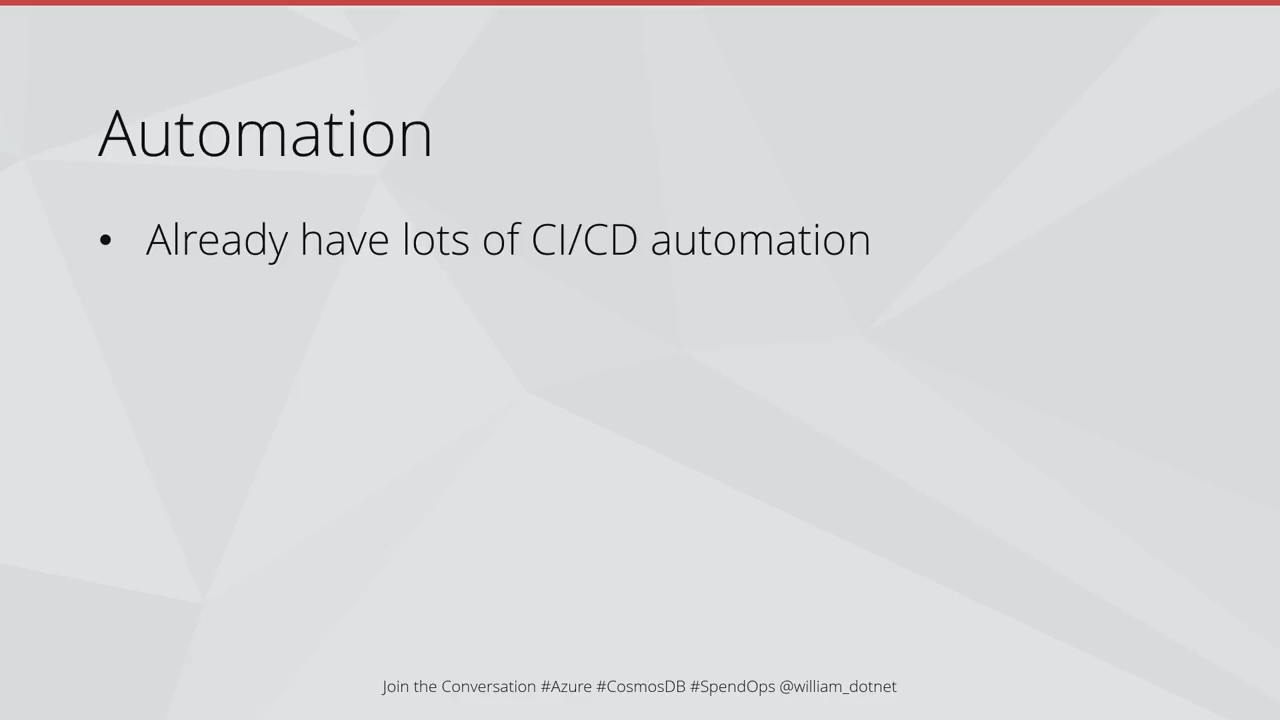 Automation
• Already have lots of CI/CD automation
Join the Conversation #Azure #CosmosDB #SpendOps @william_dotnet